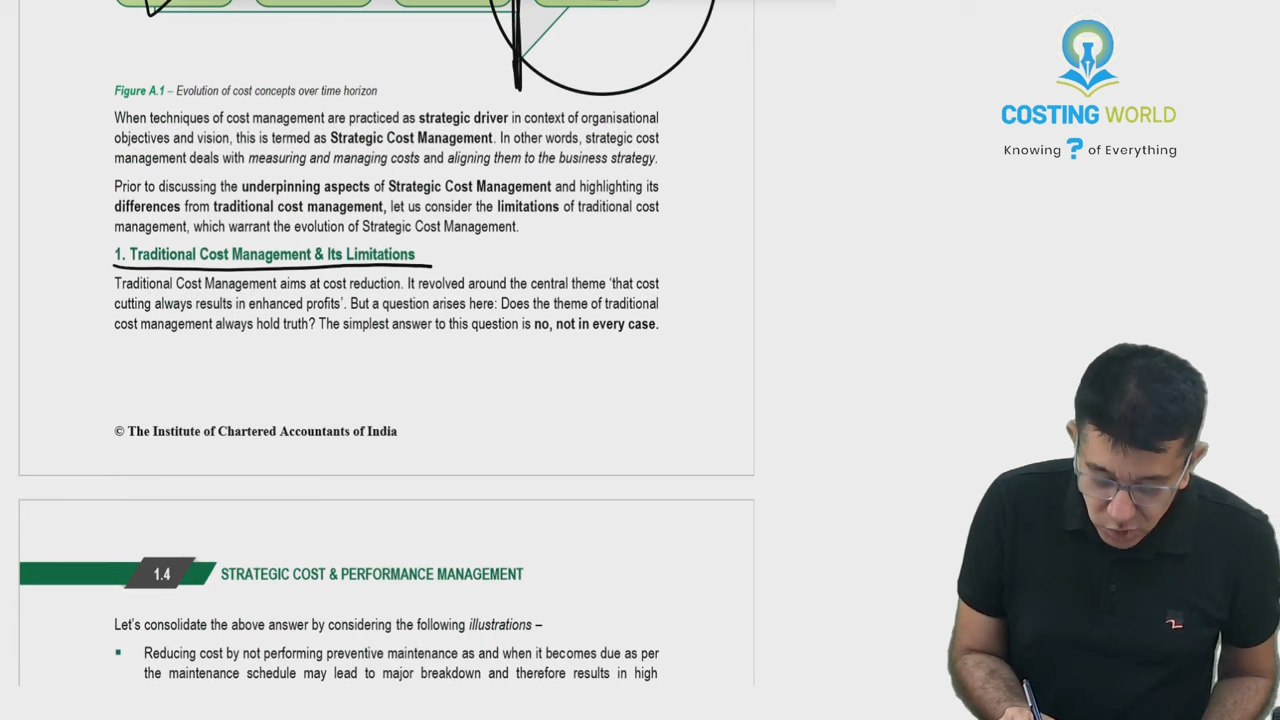 Figure A.1 – Evolution of cost concepts over time horizon
When techniques of cost management are practiced as strategic driver in context of organisational
objectives and vision, this is termed as Strategic Cost Management. In other words, strategic cost
management deals with measuring and managing costs and aligning them to the business strategy.
Prior to discussing the underpinning aspects of Strategic Cost Management and highlighting its
differences from traditional cost management, let us consider the limitations of traditional cost
management, which warrant the evolution of Strategic Cost Management.
1. Traditional Cost Management & Its Limitations
Traditional Cost Management aims at cost reduction. It revolved around the central theme ‘that cost
cutting always results in enhanced profits’. But a question arises here: Does the theme of traditional
cost management always hold truth? The simplest answer to this question is no, not in every case.
© The Institute of Chartered Accountants of India
1.4 STRATEGIC COST & PERFORMANCE MANAGEMENT
Let’s consolidate the above answer by considering the following illustrations –
Reducing cost by not performing preventive maintenance as and when it becomes due as per
the maintenance schedule may lead to major breakdown and therefore results in high
COSTING WORLD
Knowing ? of Everything